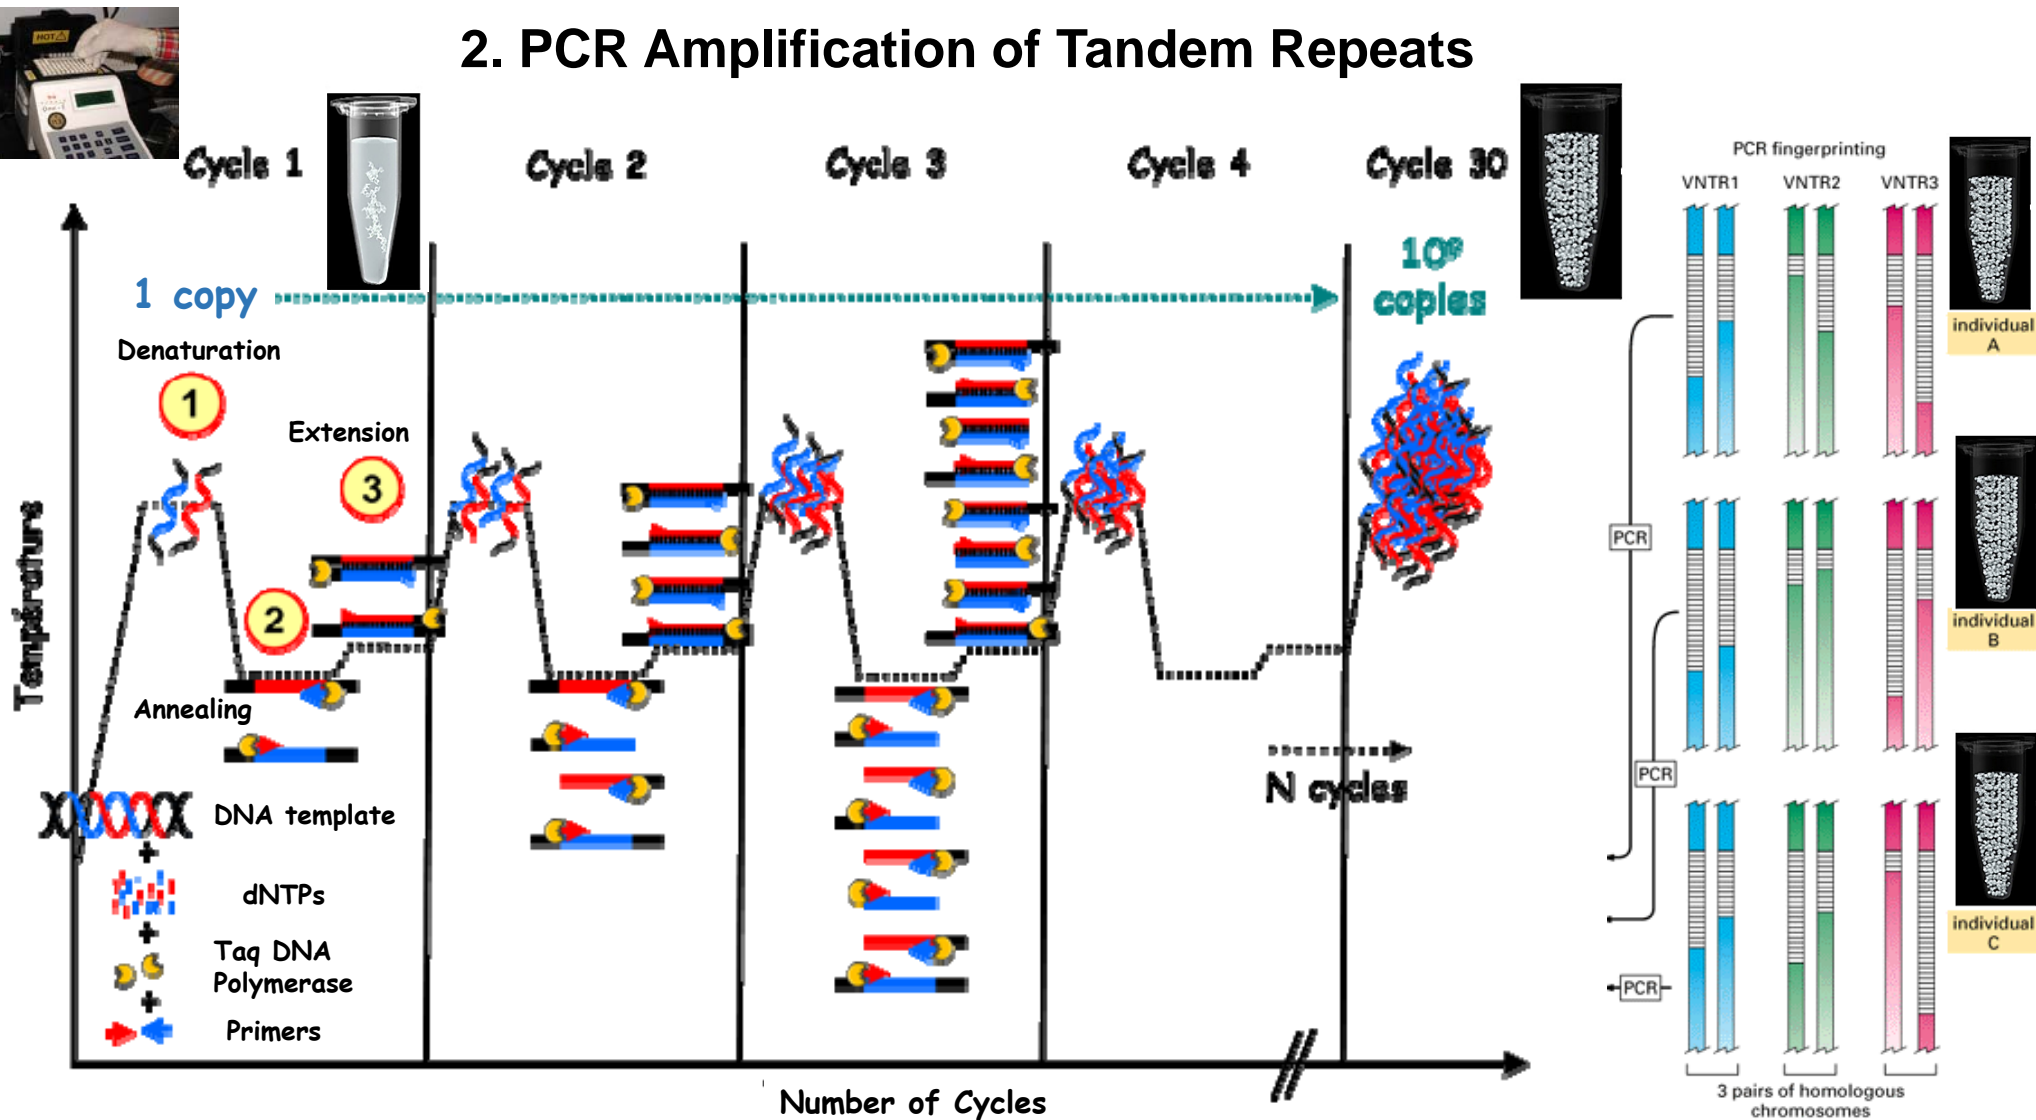 2. PCR Amplification of Tandem Repeats
HOT
Cycle 1
Cycle 2
Cycle 3
Cycle 4
Cycle 30
1 copy
10⁹
copies
Denaturation
1
Extension
3
2
Annealing
Température
DNA template
+
dNTPs
+
Taq DNA
Polymerase
+
Primers
N cycles
Number of Cycles
PCR fingerprinting
VNTR1
VNTR2
VNTR3
individual
A
PCR
individual
B
PCR
individual
C
PCR
3 pairs of homologous
chromosomes